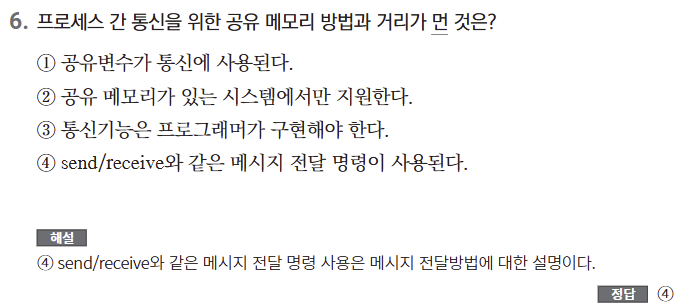 6. 프로세스 간 통신을 위한 공유 메모리 방법과 거리가 먼 것은?
① 공유변수가 통신에 사용된다.
② 공유 메모리가 있는 시스템에서만 지원한다.
③ 통신기능은 프로그래머가 구현해야 한다.
④ send/receive와 같은 메시지 전달 명령이 사용된다.
해설
④ send/receive와 같은 메시지 전달 명령 사용은 메시지 전달방법에 대한 설명이다.
정답 ④